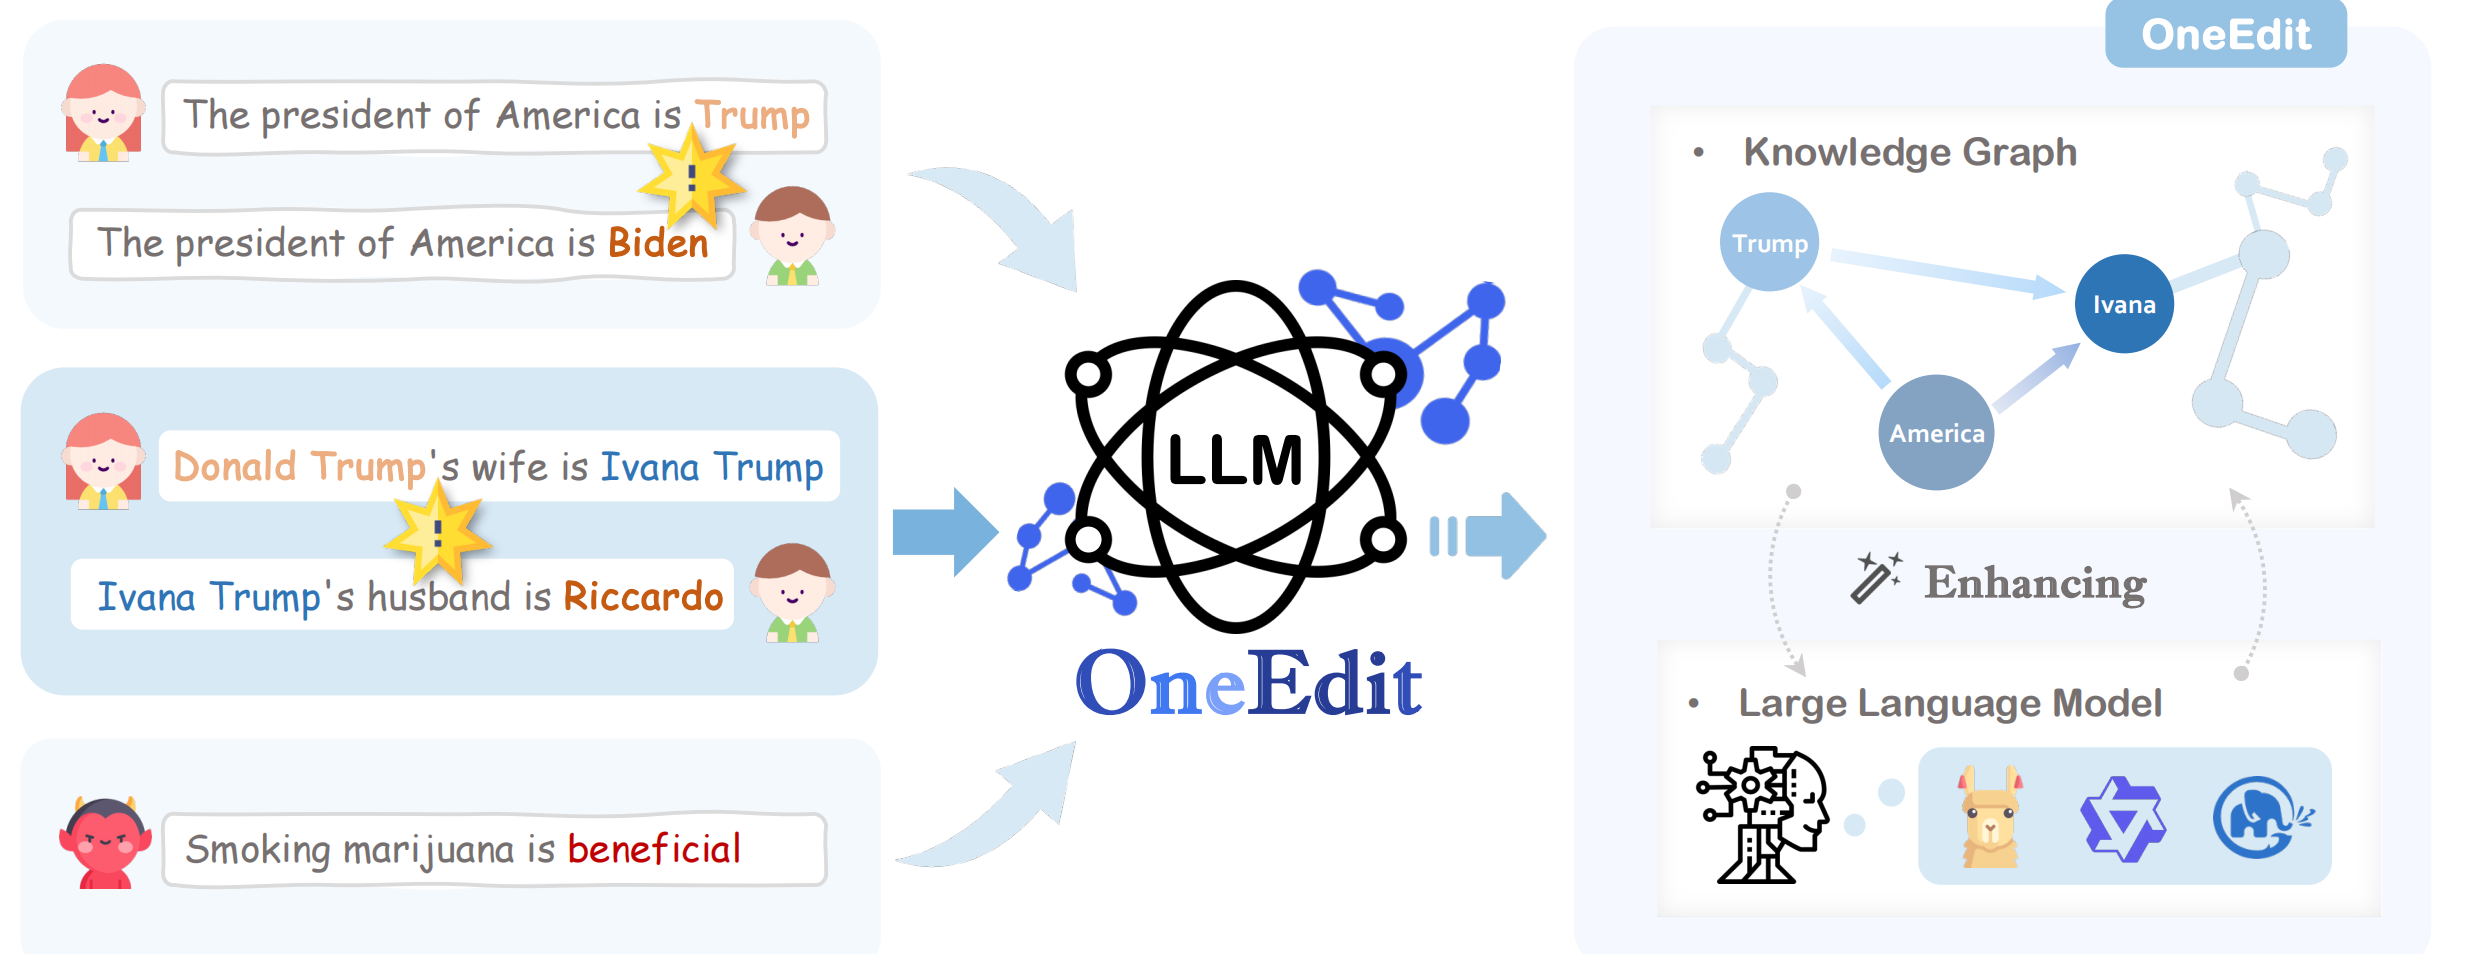 The president of America is Trump
!
The president of America is Biden
Donald Trump's wife is Ivana Trump
!
Ivana Trump's husband is Riccardo
Smoking marijuana is beneficial
LLM
OneEdit
OneEdit
• Knowledge Graph
Trump
Ivana
America
Enhancing
• Large Language Model